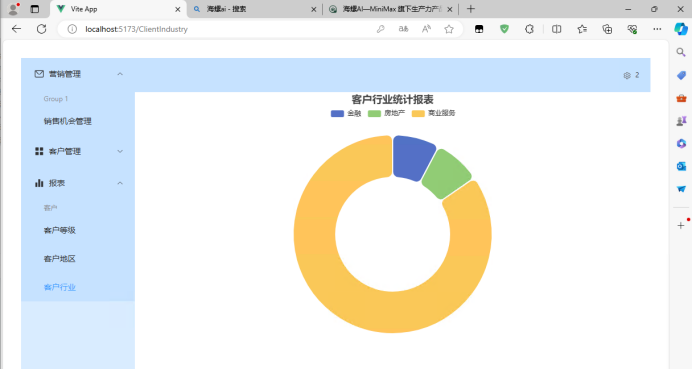 Vite App
海螺ai - 搜索
海螺AI—MiniMax 旗下生产力产品
localhost:5173/ClientIndustry
营销管理
2
Group 1
销售机会管理
客户管理
报表
客户
客户等级
客户地区
客户行业
客户行业统计报表
金融 房地产 商业服务